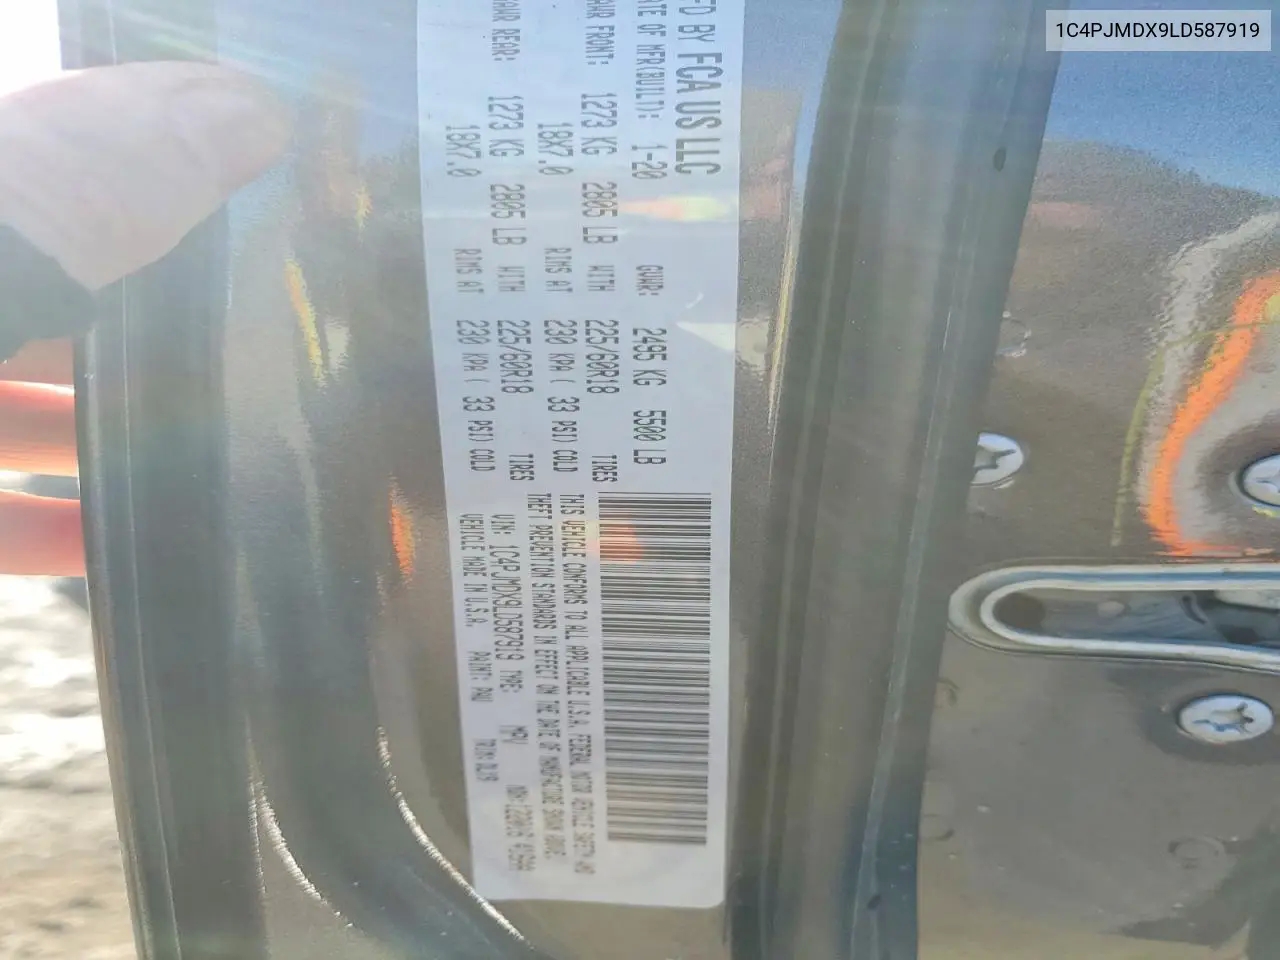 1C4PJMDX9LD587919
FD BY FCA US LLC
ATE OF MFR(BUILT): 1-20 GVWR: 2495 KG 5500 LB
AIR FRONT: 1273 KG 2805 LB WITH 225/60R18 TIRES
18X7.0 RIMS AT 230 KPA ( 33 PSI) COLD
AIR REAR: 1273 KG 2805 LB WITH 225/60R18 TIRES
18X7.0 RIMS AT 230 KPA ( 33 PSI) COLD
THIS VEHICLE CONFORMS TO ALL APPLICABLE U.S.A. FEDERAL MOTOR VEHICLE SAFETY AND
THEFT PREVENTION STANDARDS IN EFFECT ON THE DATE OF MANUFACTURE SHOWN ABOVE.
VIN: 1C4PJMDX9LD587919 TYPE: MPV
VEHICLE MADE IN U.S.A. PAINT: PAU